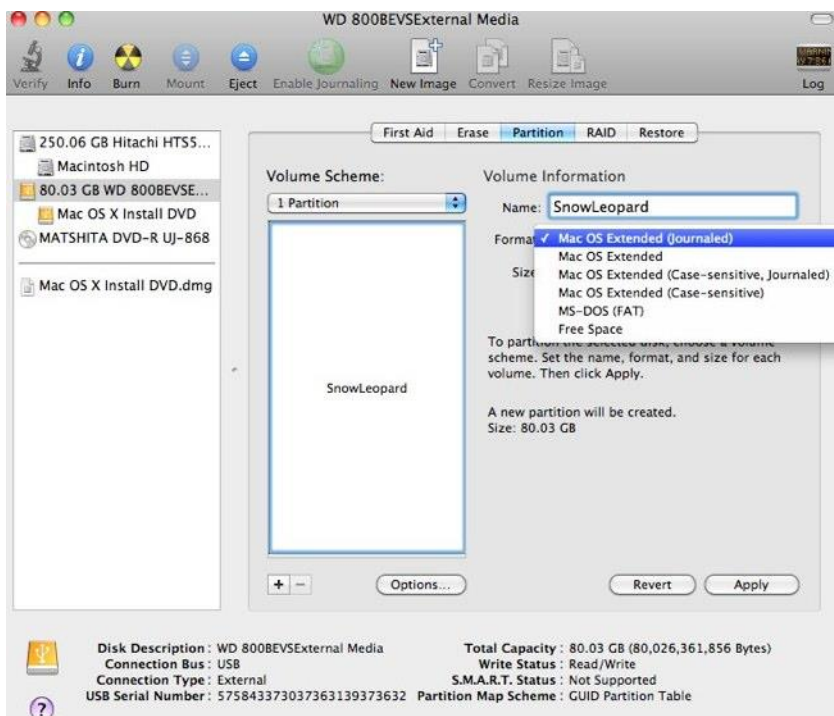 WD 800BEVSExternal Media
Verify Info Burn Mount Eject Enable Journaling New Image Convert Resize Image Log
First Aid Erase Partition RAID Restore
250.06 GB Hitachi HTS5...
Macintosh HD
80.03 GB WD 800BEVSE...
Mac OS X Install DVD
MATSHITA DVD-R UJ-868
Mac OS X Install DVD.dmg
Volume Scheme:
1 Partition
SnowLeopard
+ −
Options...
Volume Information
Name: SnowLeopard
Forma ✓ Mac OS Extended (Journaled)
Mac OS Extended
Size Mac OS Extended (Case-sensitive, Journaled)
Mac OS Extended (Case-sensitive)
MS-DOS (FAT)
Free Space
To partition the selected disk, choose a volume
scheme. Set the name, format, and size for each
volume. Then click Apply.
A new partition will be created.
Size: 80.03 GB
Revert Apply
Disk Description : WD 800BEVSExternal Media
Connection Bus : USB
Connection Type : External
USB Serial Number : 575843373037363139373632
Total Capacity : 80.03 GB (80,026,361,856 Bytes)
Write Status : Read/Write
S.M.A.R.T. Status : Not Supported
Partition Map Scheme : GUID Partition Table
?